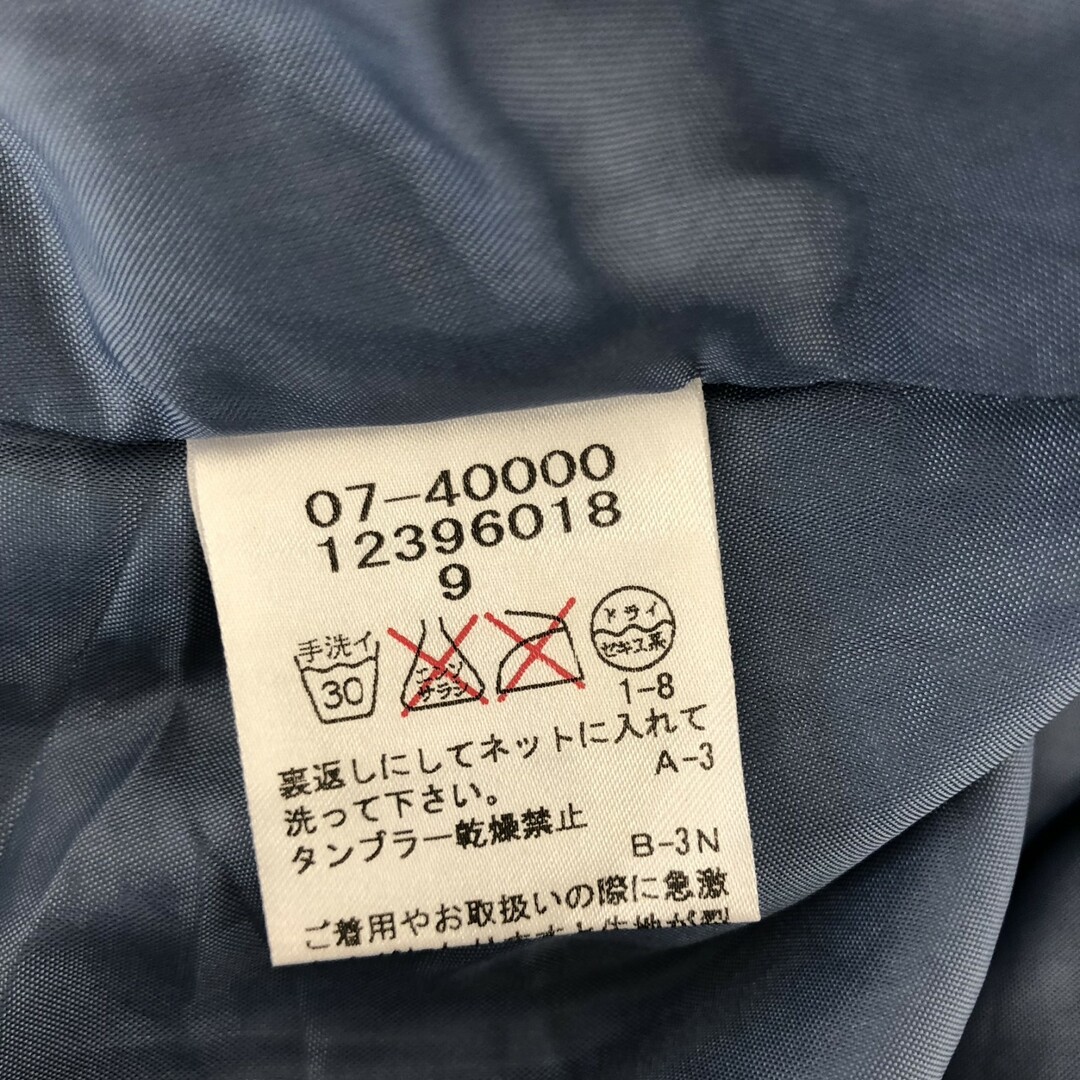 07-40000
12396018
9
手洗イ
30
エンソ
サラシ
ドライ
セキユ系
1-8
裏返しにしてネットに入れて
A-3
洗って下さい。
タンブラー乾燥禁止
B-3N
ご着用やお取扱いの際に急激